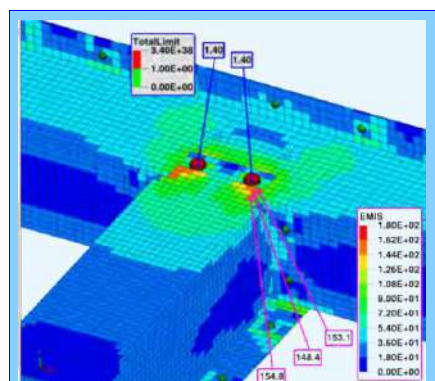 TotalLimit
3.40E+38
1.00E+00
0.00E+00
1.40
1.40
EMIS
1.80E+02
1.62E+02
1.44E+02
1.26E+02
1.08E+02
9.00E+01
7.20E+01
5.40E+01
3.60E+01
1.80E+01
0.00E+00
153.1
148.4
154.8